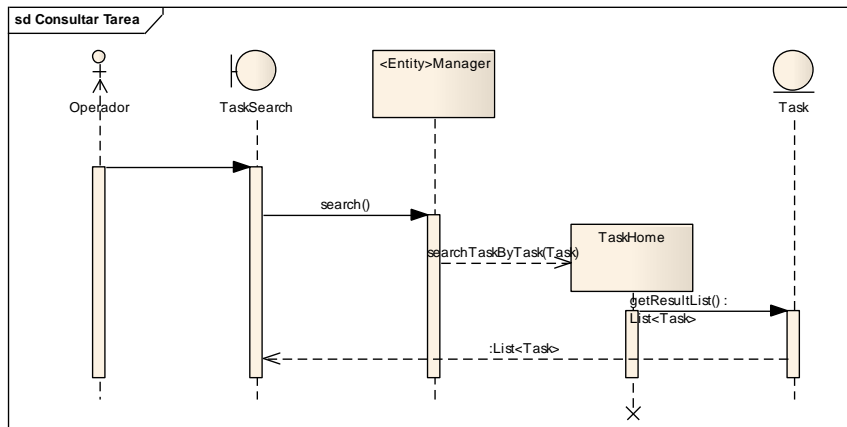 sd Consultar Tarea
Operador
TaskSearch
<Entity>Manager
Task
search()
TaskHome
searchTaskByTask(Task)
getResultList() :
List<Task>
:List<Task>